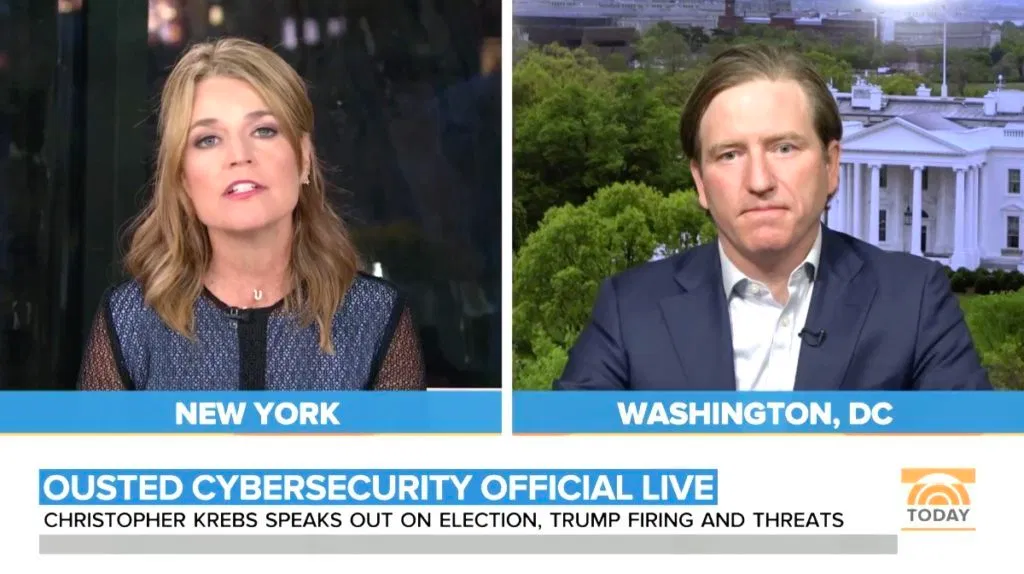 NEW YORK
WASHINGTON, DC
OUSTED CYBERSECURITY OFFICIAL LIVE
CHRISTOPHER KREBS SPEAKS OUT ON ELECTION, TRUMP FIRING AND THREATS
TODAY